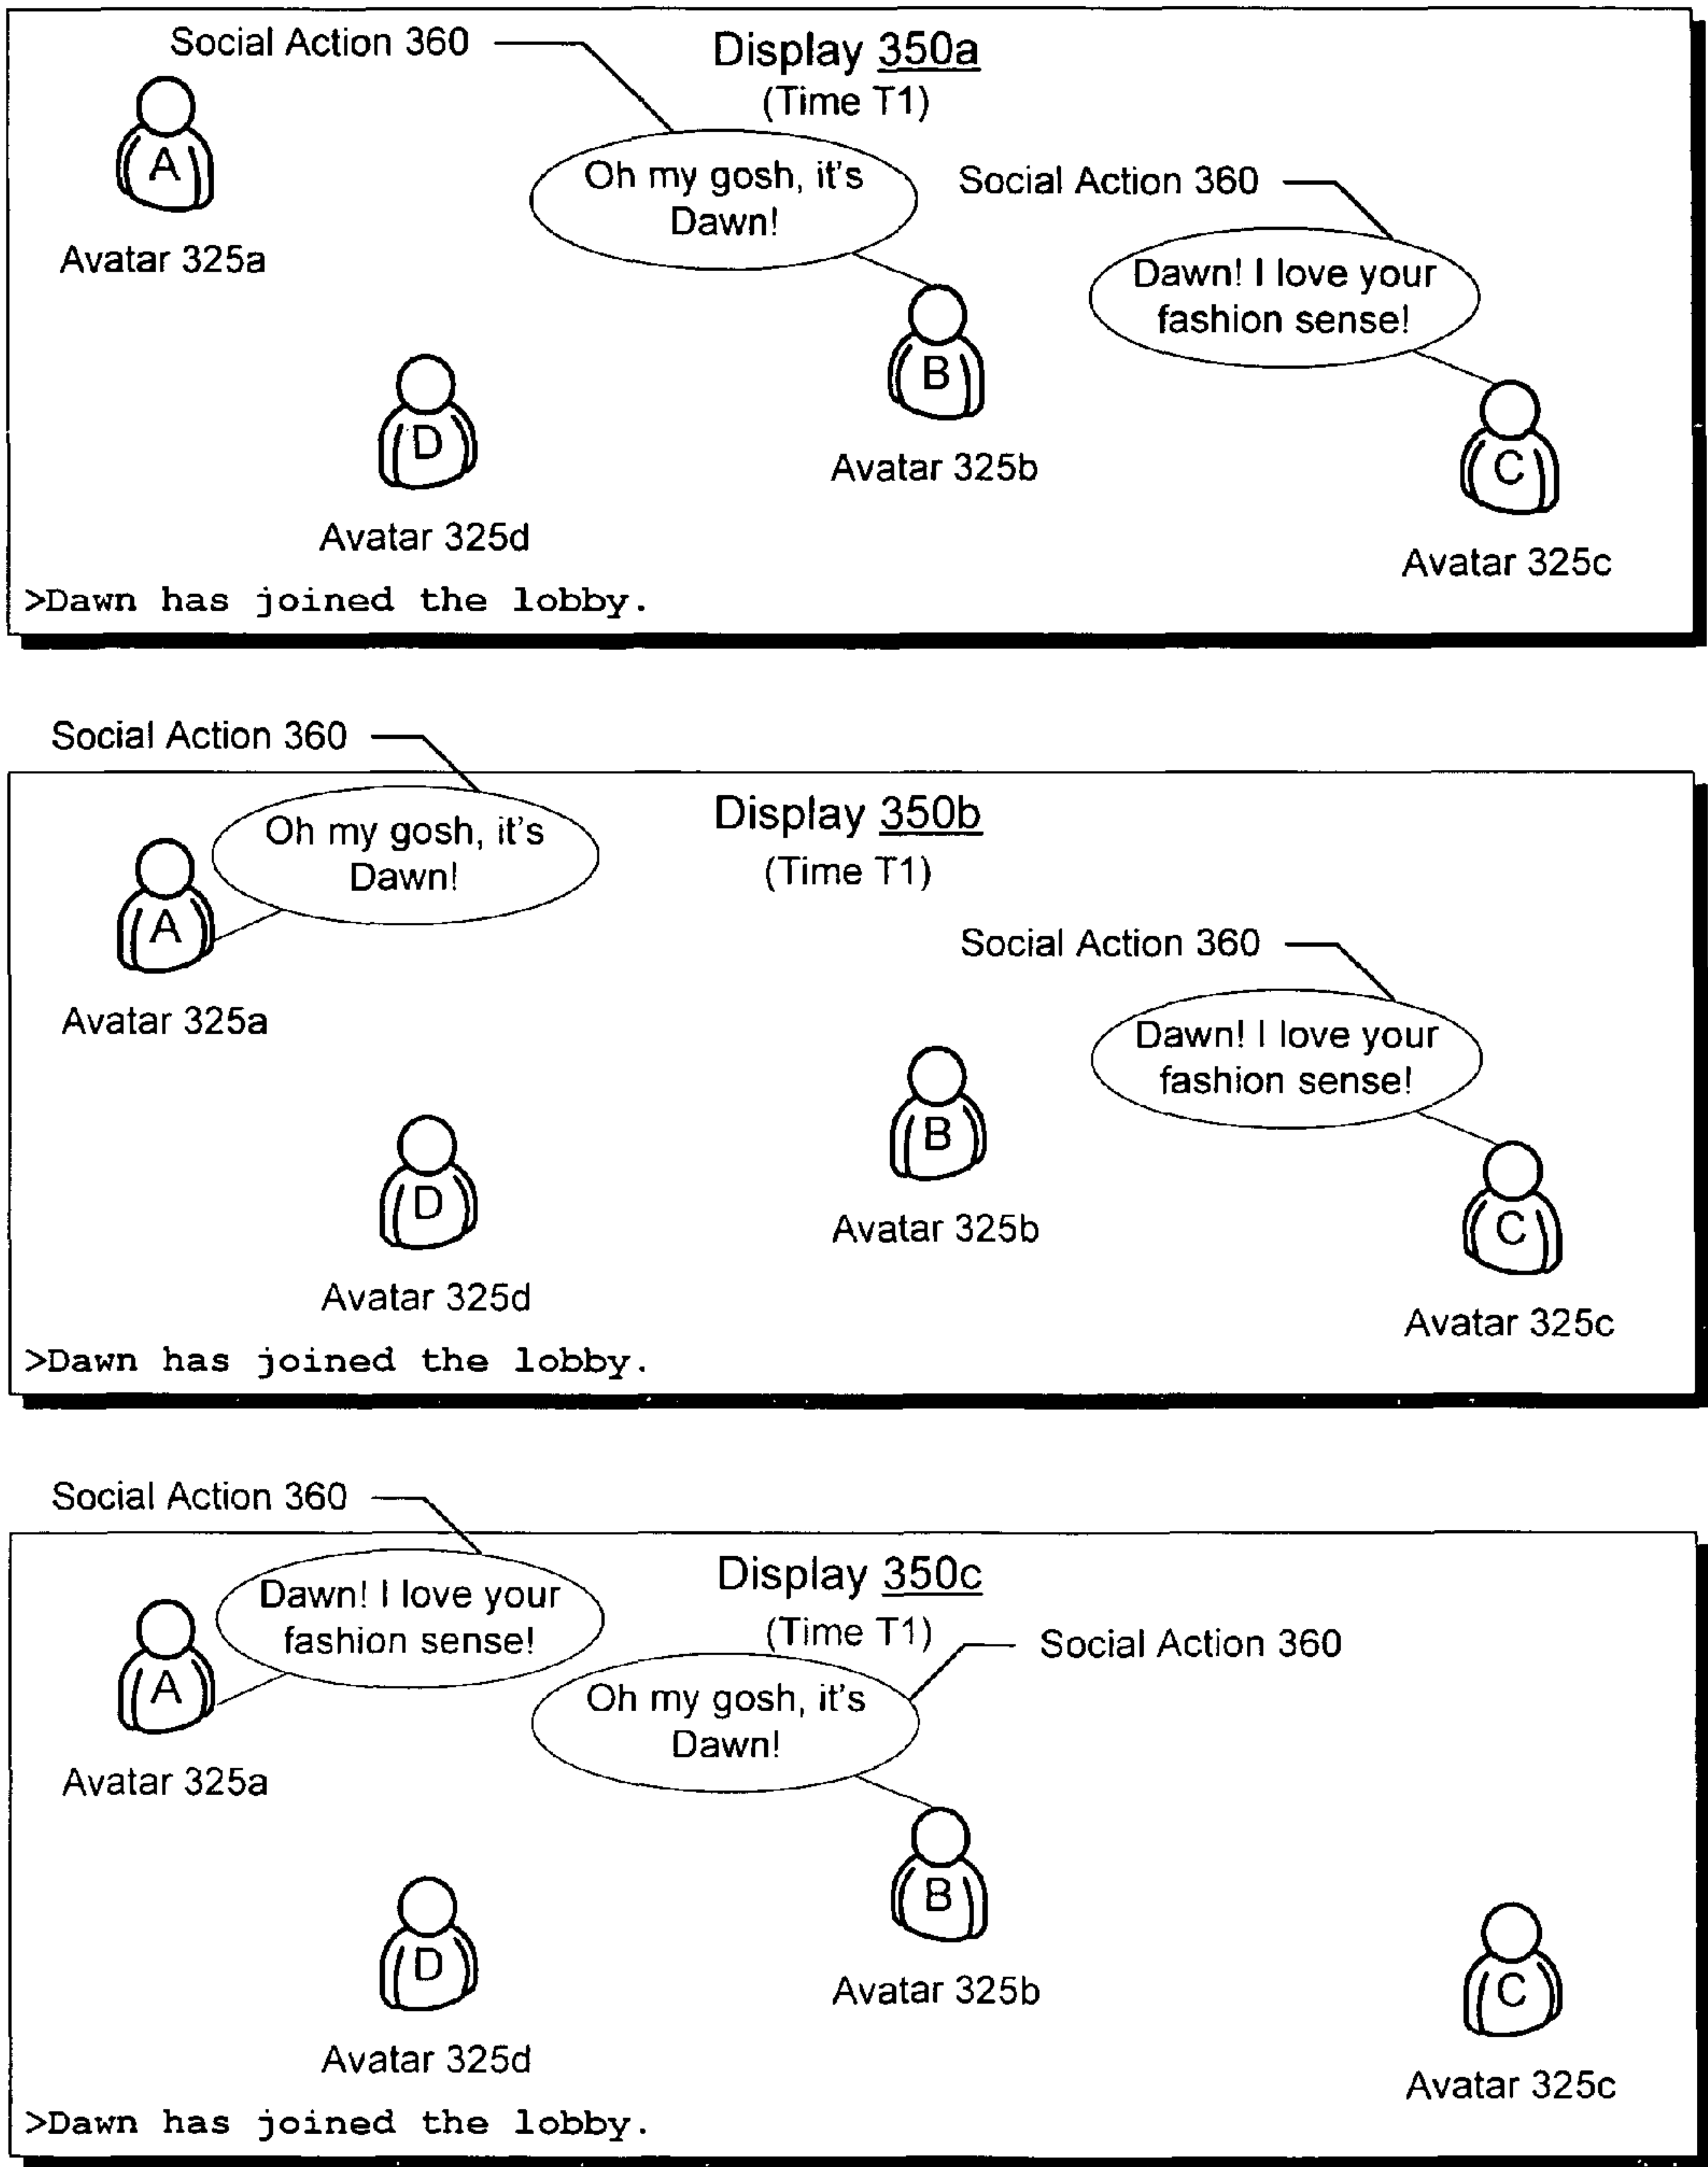 Social Action 360
Display 350a
(Time T1)
A
Oh my gosh, it's
Dawn!
Social Action 360
Avatar 325a
Dawn! I love your
fashion sense!
B
D
Avatar 325b
C
Avatar 325d
Avatar 325c
>Dawn has joined the lobby.
Social Action 360
Display 350b
(Time T1)
Oh my gosh, it's
Dawn!
A
Social Action 360
Avatar 325a
Dawn! I love your
fashion sense!
B
D
Avatar 325b
C
Avatar 325d
Avatar 325c
>Dawn has joined the lobby.
Social Action 360
Display 350c
(Time T1)
Dawn! I love your
fashion sense!
Social Action 360
A
Oh my gosh, it's
Dawn!
Avatar 325a
B
D
Avatar 325b
C
Avatar 325d
Avatar 325c
>Dawn has joined the lobby.